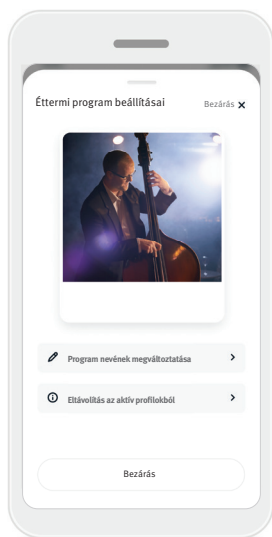 Éttermi program beállításai
Bezárás ×
Program nevének megváltoztatása
Eltávolítás az aktív profilokból
Bezárás